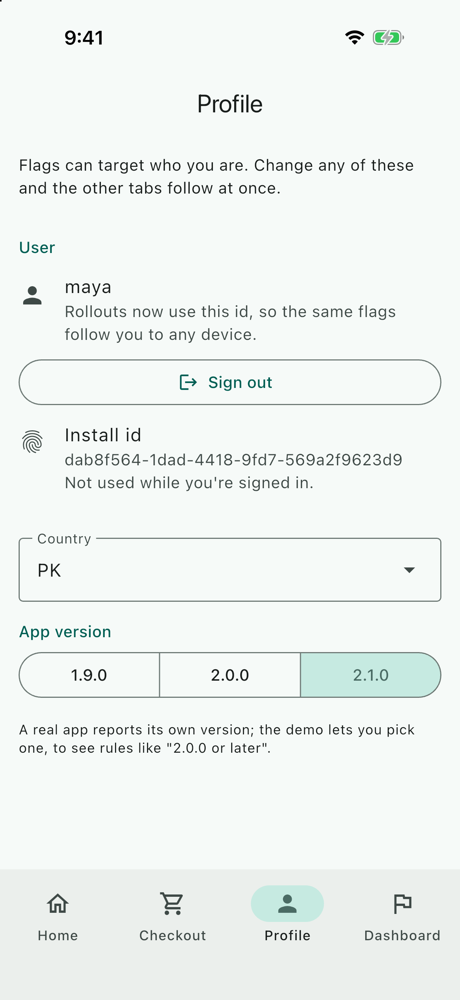 9:41
Profile
Flags can target who you are. Change any of these
and the other tabs follow at once.
User
maya
Rollouts now use this id, so the same flags
follow you to any device.
Sign out
Install id
dab8f564-1dad-4418-9fd7-569a2f9623d9
Not used while you're signed in.
Country
PK
App version
1.9.0
2.0.0
2.1.0
A real app reports its own version; the demo lets you pick
one, to see rules like "2.0.0 or later".
Home
Checkout
Profile
Dashboard